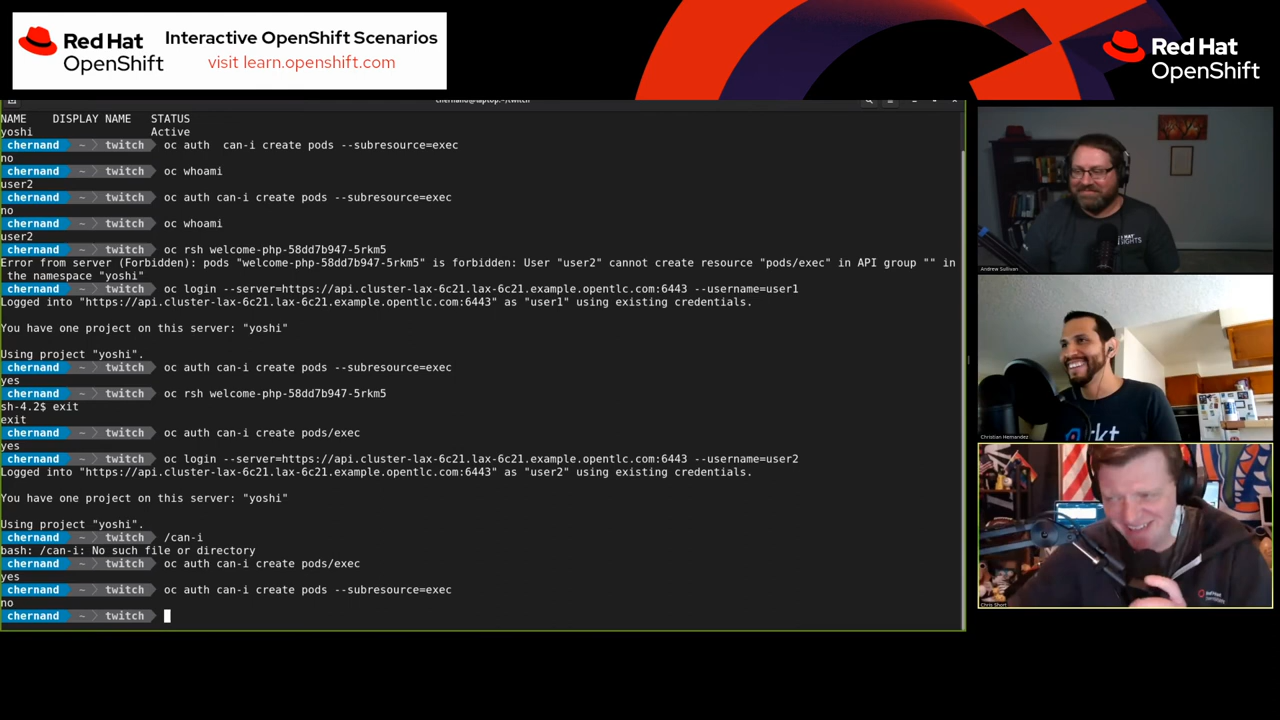 Red Hat
OpenShift
Interactive OpenShift Scenarios
visit learn.openshift.com
Red Hat
OpenShift
chernand@laptop:~/twitch
NAME DISPLAY NAME STATUS
yoshi Active
chernand ~ twitch oc auth can-i create pods --subresource=exec
no
chernand ~ twitch oc whoami
user2
chernand ~ twitch oc auth can-i create pods --subresource=exec
no
chernand ~ twitch oc whoami
user2
chernand ~ twitch oc rsh welcome-php-58dd7b947-5rkm5
Error from server (Forbidden): pods "welcome-php-58dd7b947-5rkm5" is forbidden: User "user2" cannot create resource "pods/exec" in API group "" in
the namespace "yoshi"
chernand ~ twitch oc login --server=https://api.cluster-lax-6c21.lax-6c21.example.opentlc.com:6443 --username=user1
Logged into "https://api.cluster-lax-6c21.lax-6c21.example.opentlc.com:6443" as "user1" using existing credentials.
You have one project on this server: "yoshi"
Using project "yoshi".
chernand ~ twitch oc auth can-i create pods --subresource=exec
yes
chernand ~ twitch oc rsh welcome-php-58dd7b947-5rkm5
sh-4.2$ exit
exit
chernand ~ twitch oc auth can-i create pods/exec
yes
chernand ~ twitch oc login --server=https://api.cluster-lax-6c21.lax-6c21.example.opentlc.com:6443 --username=user2
Logged into "https://api.cluster-lax-6c21.lax-6c21.example.opentlc.com:6443" as "user2" using existing credentials.
You have one project on this server: "yoshi"
Using project "yoshi".
chernand ~ twitch /can-i
bash: /can-i: No such file or directory
chernand ~ twitch oc auth can-i create pods/exec
yes
chernand ~ twitch oc auth can-i create pods --subresource=exec
no
chernand ~ twitch
Andrew Sullivan
Christian Hernandez
Chris Short
Red Hat
OpenShift